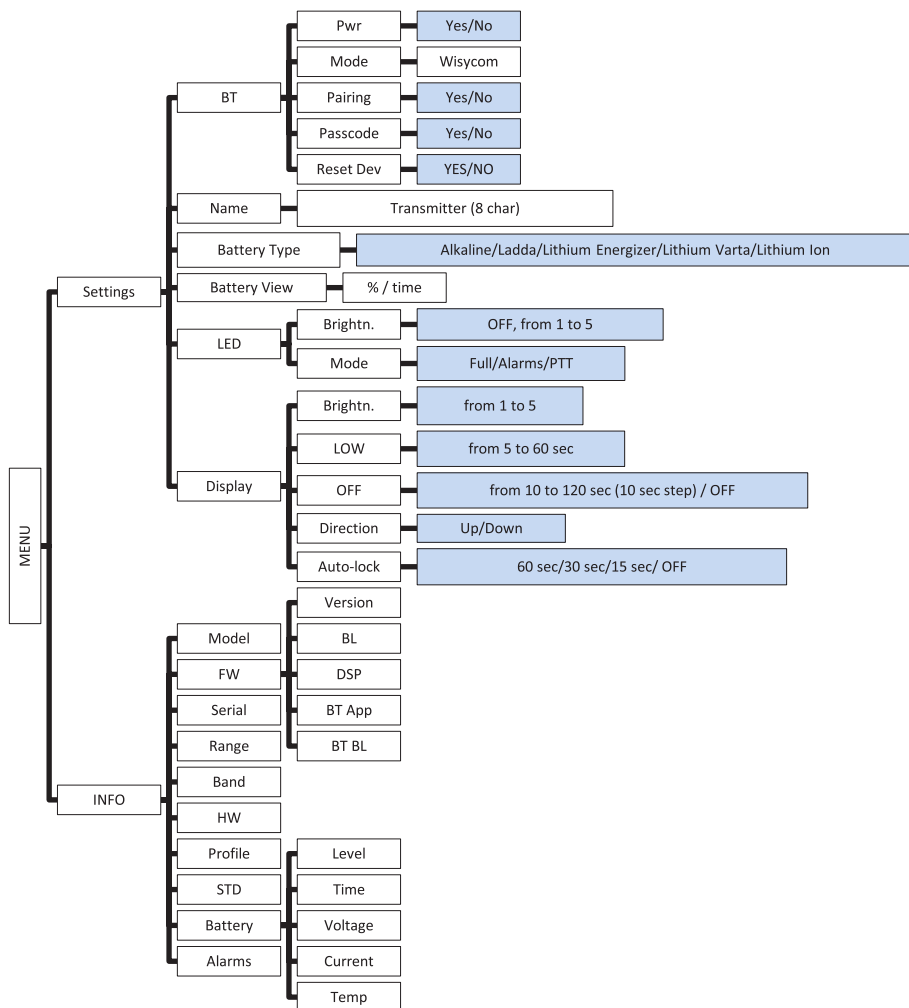 MENU
Settings
BT
Pwr
Yes/No
Mode
Wisycom
Pairing
Yes/No
Passcode
Yes/No
Reset Dev
YES/NO
Name
Transmitter (8 char)
Battery Type
Alkaline/Ladda/Lithium Energizer/Lithium Varta/Lithium Ion
Battery View
% / time
LED
Brightn.
OFF, from 1 to 5
Mode
Full/Alarms/PTT
Display
Brightn.
from 1 to 5
LOW
from 5 to 60 sec
OFF
from 10 to 120 sec (10 sec step) / OFF
Direction
Up/Down
Auto-lock
60 sec/30 sec/15 sec/ OFF
INFO
Model
FW
Version
BL
DSP
BT App
BT BL
Serial
Range
Band
HW
Profile
STD
Battery
Level
Time
Voltage
Current
Temp
Alarms